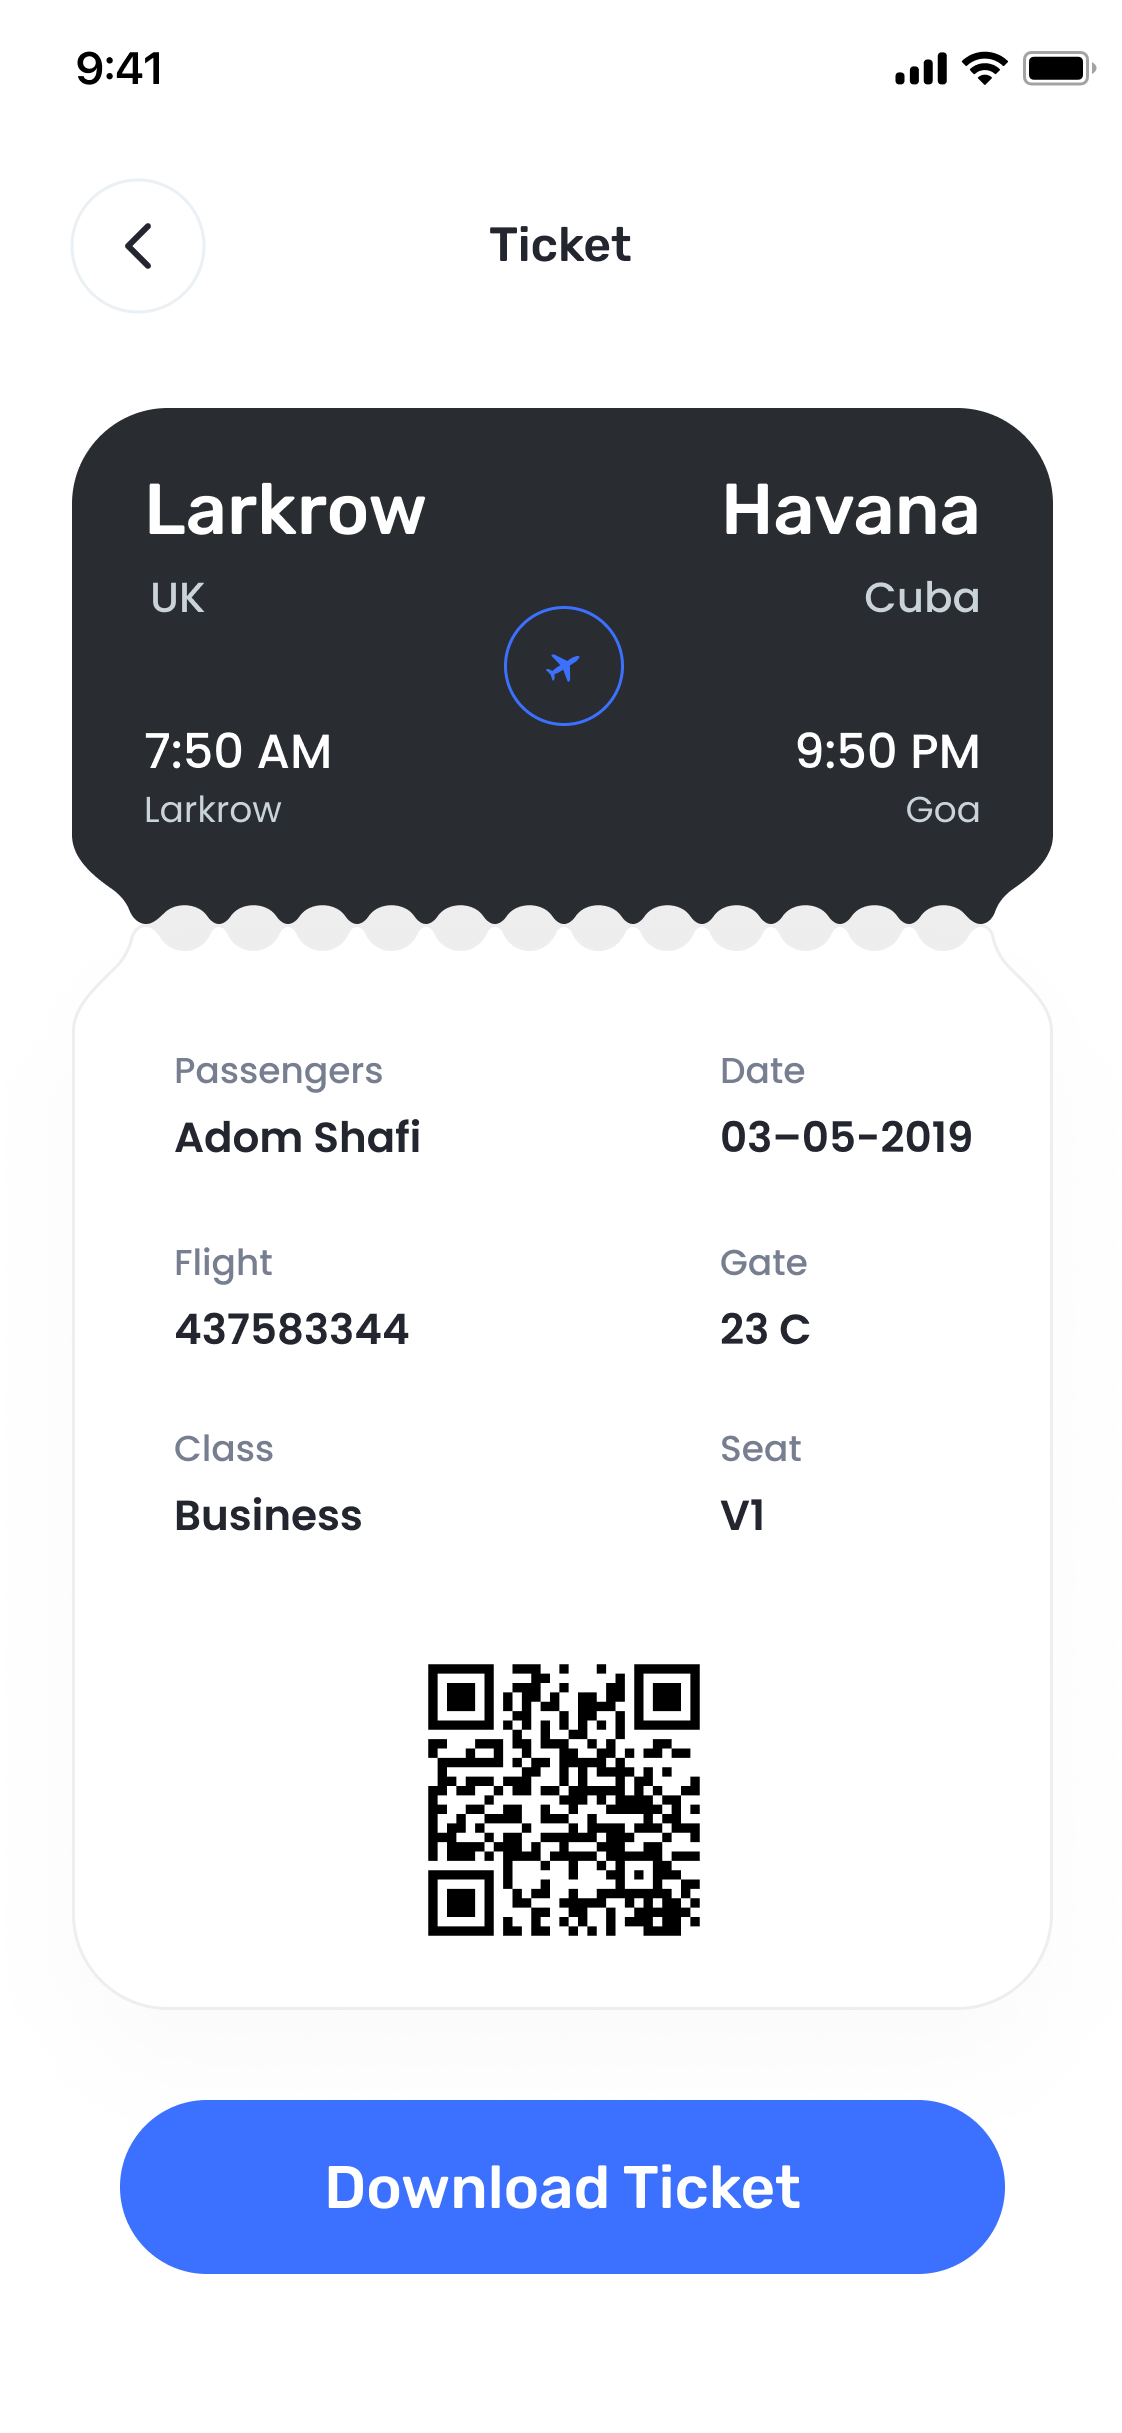 9:41
Ticket
Larkrow Havana
UK Cuba
7:50 AM 9:50 PM
Larkrow Goa
Passengers Date
Adom Shafi 03–05-2019
Flight Gate
437583344 23 C
Class Seat
Business V1
Download Ticket